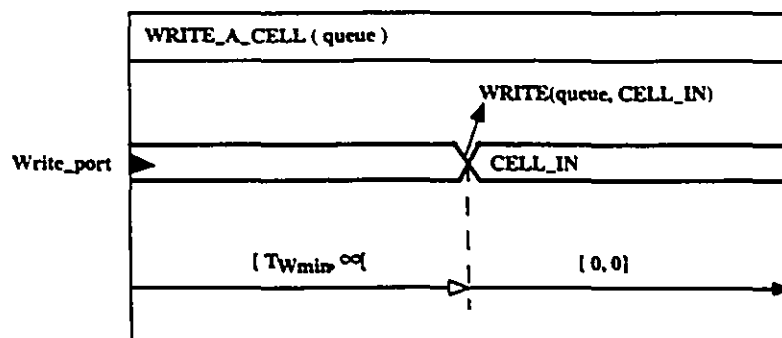 WRITE_A_CELL ( queue )
WRITE(queue, CELL_IN)
Write_port
CELL_IN
[ TWmin, ∞[
[ 0, 0]